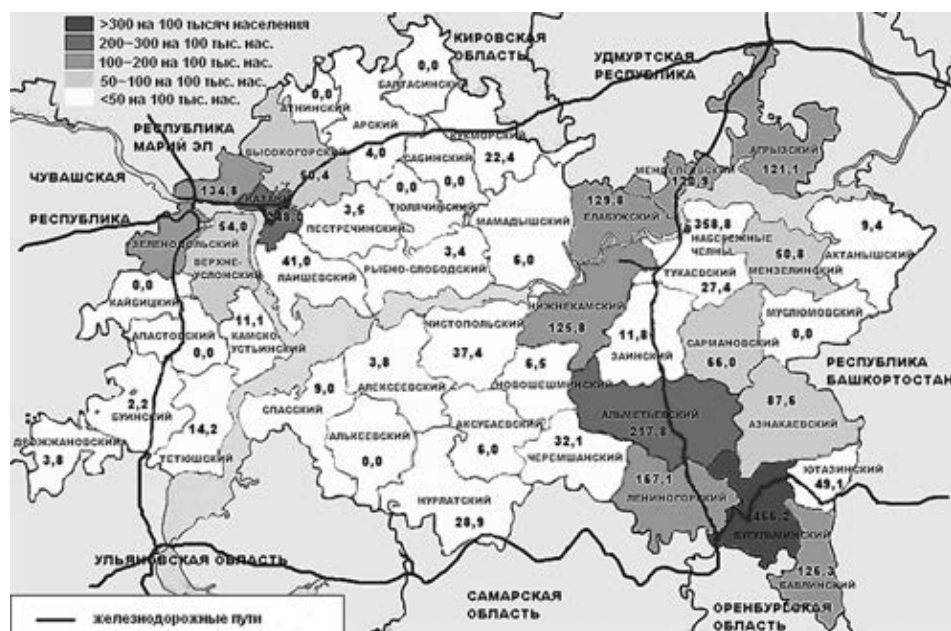 >300 на 100 тысяч населения
200–300 на 100 тыс. нас.
100–200 на 100 тыс. нас.
50–100 на 100 тыс. нас.
<50 на 100 тыс. нас.
КИРОВСКАЯ
ОБЛАСТЬ
УДМУРТСКАЯ
РЕСПУБЛИКА
0,0
БАЛТАСИНСКИЙ
0,0
АТНИНСКИЙ
АРСКИЙ
4,0
РЕСПУБЛИКА
МАРИЙ ЭЛ
ВЫСОКОГОРСКИЙ
50,4
КУКМОРСКИЙ
22,4
САБИНСКИЙ
0,0
0,0
ТЮЛЯЧИНСКИЙ
АГРЫЗСКИЙ
121,1
МЕНДЕЛЕЕВСКИЙ
ЧУВАШСКАЯ
РЕСПУБЛИКА
134,8
КАЗАНЬ
ЗЕЛЕНОДОЛЬСКИЙ
54,0
ВЕРХНЕ-
УСЛОНСКИЙ
3,5
ПЕСТРЕЧИНСКИЙ
МАМАДЫШСКИЙ
6,0
129,8
ЕЛАБУЖСКИЙ
358,8
НАБЕРЕЖНЫЕ
ЧЕЛНЫ
ТУКАЕВСКИЙ
27,4
50,8
МЕНЗЕЛИНСКИЙ
9,4
АКТАНЫШСКИЙ
41,0
ЛАИШЕВСКИЙ
3,4
РЫБНО-СЛОБОДСКИЙ
0,0
КАЙБИЦКИЙ
АПАСТОВСКИЙ
0,0
11,1
КАМСКО-
УСТЬИНСКИЙ
НИЖНЕКАМСКИЙ
125,8
11,8
ЗАИНСКИЙ
САРМАНОВСКИЙ
66,0
МУСЛЮМОВСКИЙ
0,0
ЧИСТОПОЛЬСКИЙ
37,4
3,8
АЛЕКСЕЕВСКИЙ
6,5
НОВОШЕШМИНСКИЙ
РЕСПУБЛИКА
БАШКОРТОСТАН
2,2
БУИНСКИЙ
14,2
ТЕТЮШСКИЙ
ДРОЖЖАНОВСКИЙ
3,8
9,0
СПАССКИЙ
АЛЬКЕЕВСКИЙ
0,0
АКСУБАЕВСКИЙ
6,0
32,1
ЧЕРЕМШАНСКИЙ
АЛЬМЕТЬЕВСКИЙ
217,8
87,6
АЗНАКАЕВСКИЙ
ЮТАЗИНСКИЙ
49,1
НУРЛАТСКИЙ
28,9
ЛЕНИНОГОРСКИЙ
БУГУЛЬМИНСКИЙ
126,3
БАВЛИНСКИЙ
УЛЬЯНОВСКАЯ ОБЛАСТЬ
САМАРСКАЯ
ОБЛАСТЬ
ОРЕНБУРГСКАЯ
ОБЛАСТЬ
железнодорожные пути